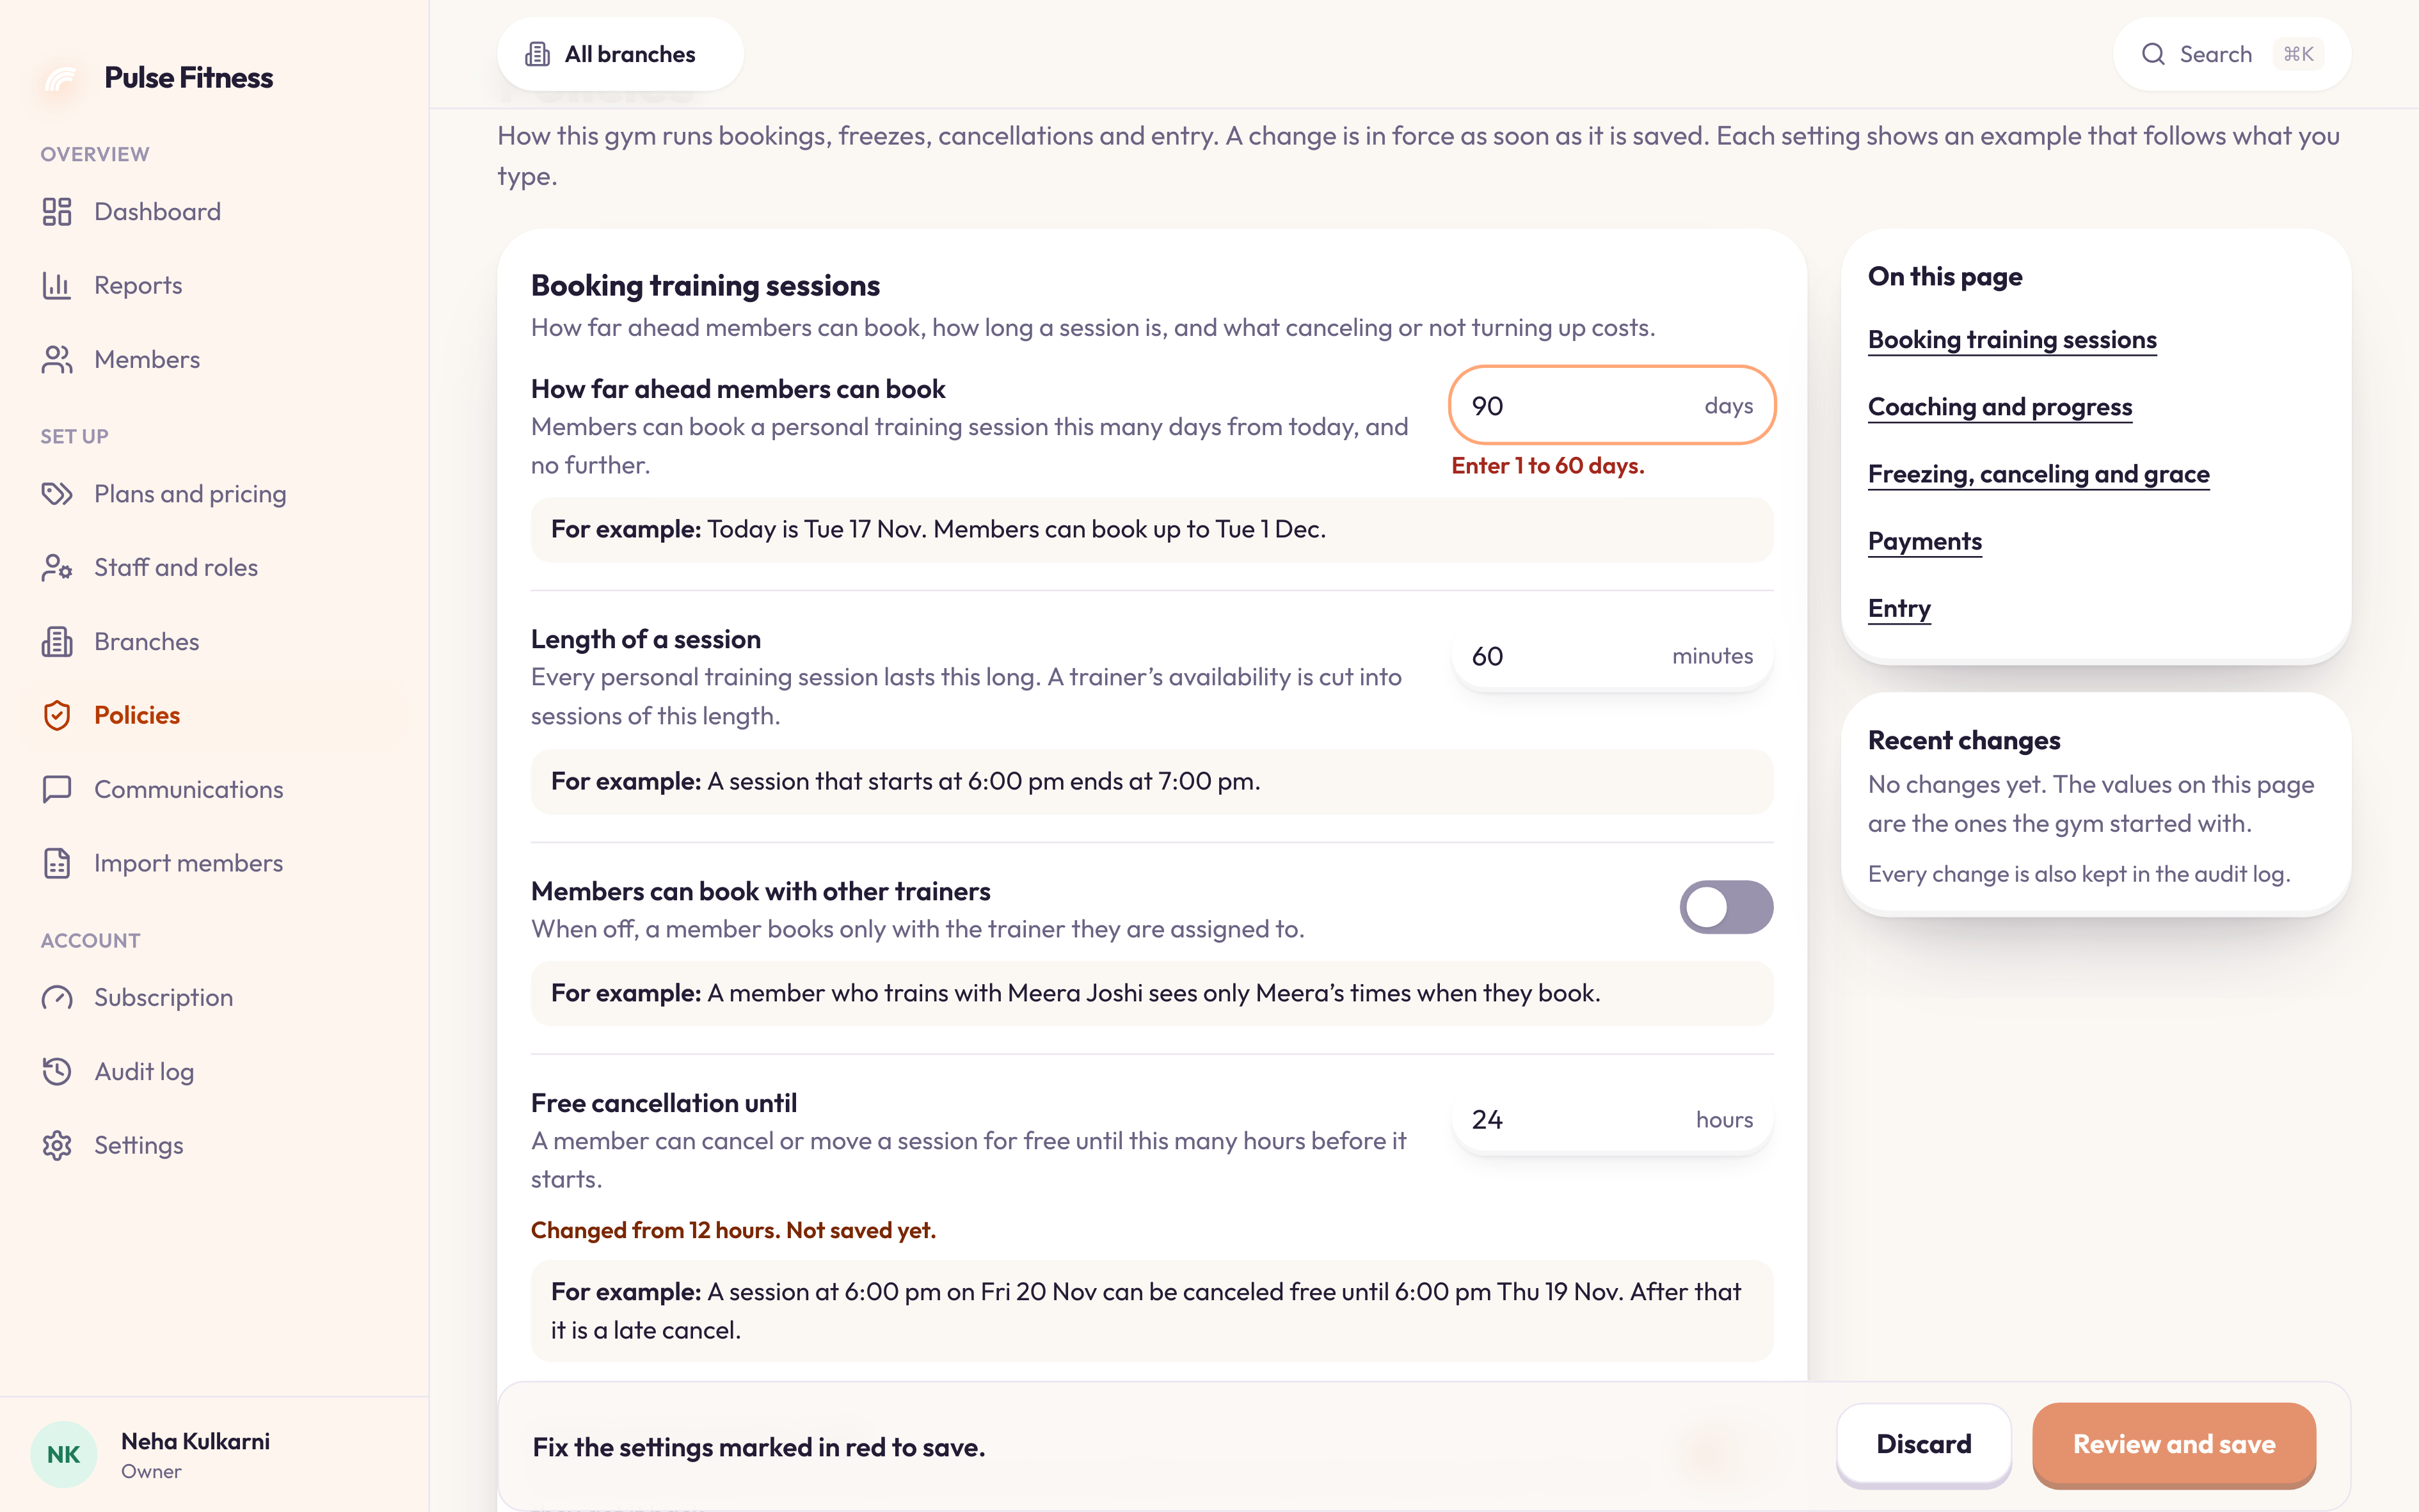 Pulse Fitness
OVERVIEW
Dashboard
Reports
Members
SET UP
Plans and pricing
Staff and roles
Branches
Policies
Communications
Import members
ACCOUNT
Subscription
Audit log
Settings
NK
Neha Kulkarni
Owner
All branches
Search
⌘K
Policies
How this gym runs bookings, freezes, cancellations and entry. A change is in force as soon as it is saved. Each setting shows an example that follows what you
type.
Booking training sessions
How far ahead members can book, how long a session is, and what canceling or not turning up costs.
How far ahead members can book
Members can book a personal training session this many days from today, and
no further.
90 days
Enter 1 to 60 days.
For example: Today is Tue 17 Nov. Members can book up to Tue 1 Dec.
Length of a session
Every personal training session lasts this long. A trainer’s availability is cut into
sessions of this length.
60 minutes
For example: A session that starts at 6:00 pm ends at 7:00 pm.
Members can book with other trainers
When off, a member books only with the trainer they are assigned to.
For example: A member who trains with Meera Joshi sees only Meera’s times when they book.
Free cancellation until
A member can cancel or move a session for free until this many hours before it
starts.
24 hours
Changed from 12 hours. Not saved yet.
For example: A session at 6:00 pm on Fri 20 Nov can be canceled free until 6:00 pm Thu 19 Nov. After that
it is a late cancel.
On this page
Booking training sessions
Coaching and progress
Freezing, canceling and grace
Payments
Entry
Recent changes
No changes yet. The values on this page
are the ones the gym started with.
Every change is also kept in the audit log.
Fix the settings marked in red to save.
Discard
Review and save